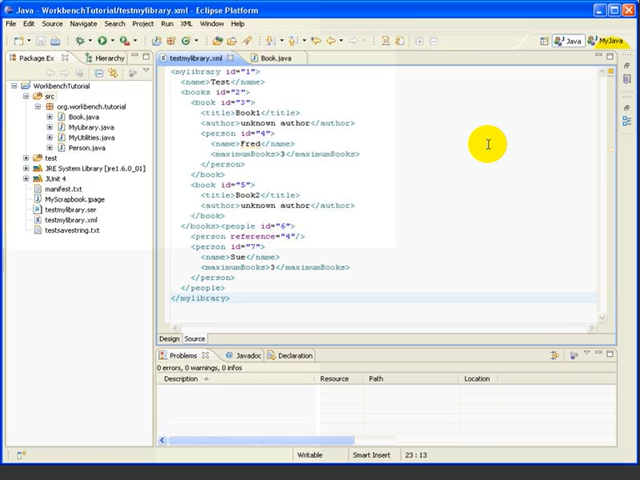 Java - WorkbenchTutorial/testmylibrary.xml - Eclipse Platform
File Edit Source Navigate Search Project Run XML Window Help
Java MyJava
Package Ex Hierarchy
testmylibrary.xml Book.java
WorkbenchTutorial
src
org.workbench.tutorial
Book.java
MyLibrary.java
MyUtilities.java
Person.java
test
JRE System Library [jre1.6.0_01]
JUnit 4
manifest.txt
MyScrapbook.jpage
testmylibrary.ser
testmylibrary.xml
testsavestring.txt
<mylibrary id="1">
<name>Test</name>
<books id="2">
<book id="3">
<title>Book1</title>
<author>unknown author</author>
<person id="4">
<name>Fred</name>
<maximumBooks>3</maximumBooks>
</person>
</book>
<book id="5">
<title>Book2</title>
<author>unknown author</author>
</book>
</books><people id="6">
<person reference="4"/>
<person id="7">
<name>Sue</name>
<maximumBooks>3</maximumBooks>
</person>
</people>
</mylibrary>
Design Source
Problems Javadoc Declaration
0 errors, 0 warnings, 0 infos
Description Resource Path Location
Writable Smart Insert 23 : 13